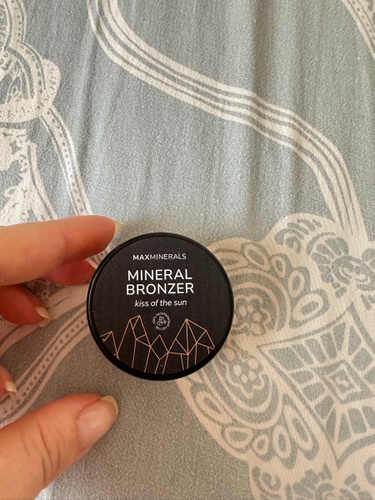 MAXMINERALS
MINERAL
BRONZER
kiss of the sun